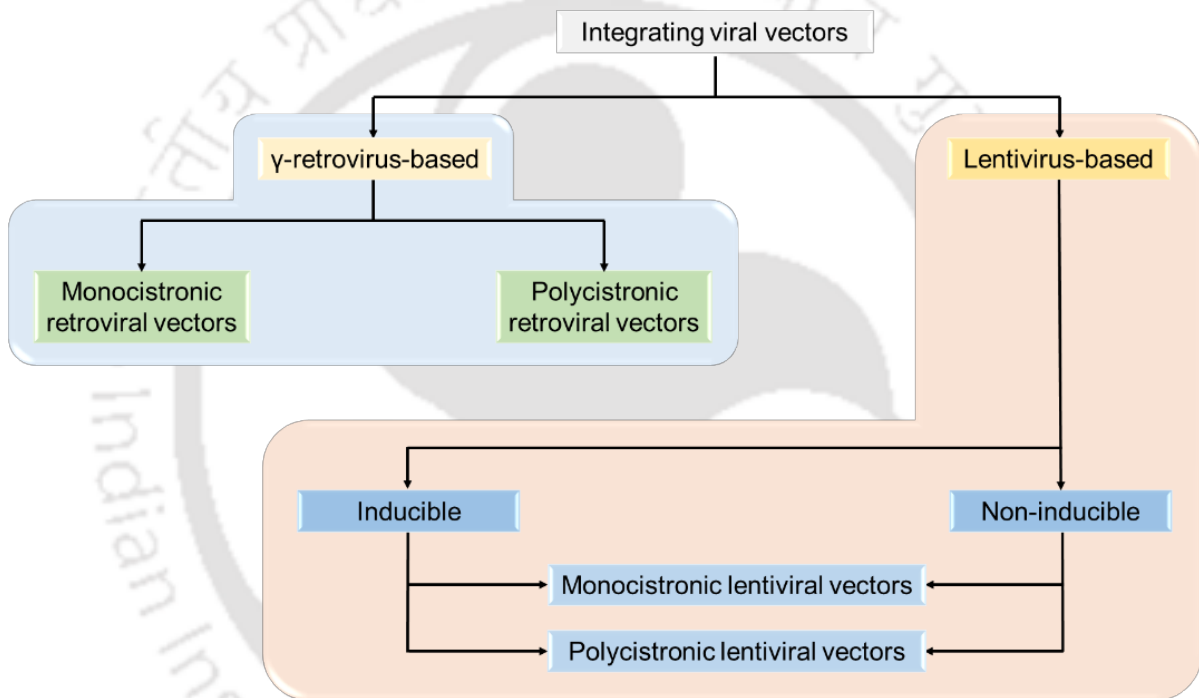 Integrating viral vectors
γ-retrovirus-based
Lentivirus-based
Monocistronic
retroviral vectors
Polycistronic
retroviral vectors
Inducible
Non-inducible
Monocistronic lentiviral vectors
Polycistronic lentiviral vectors
Indian